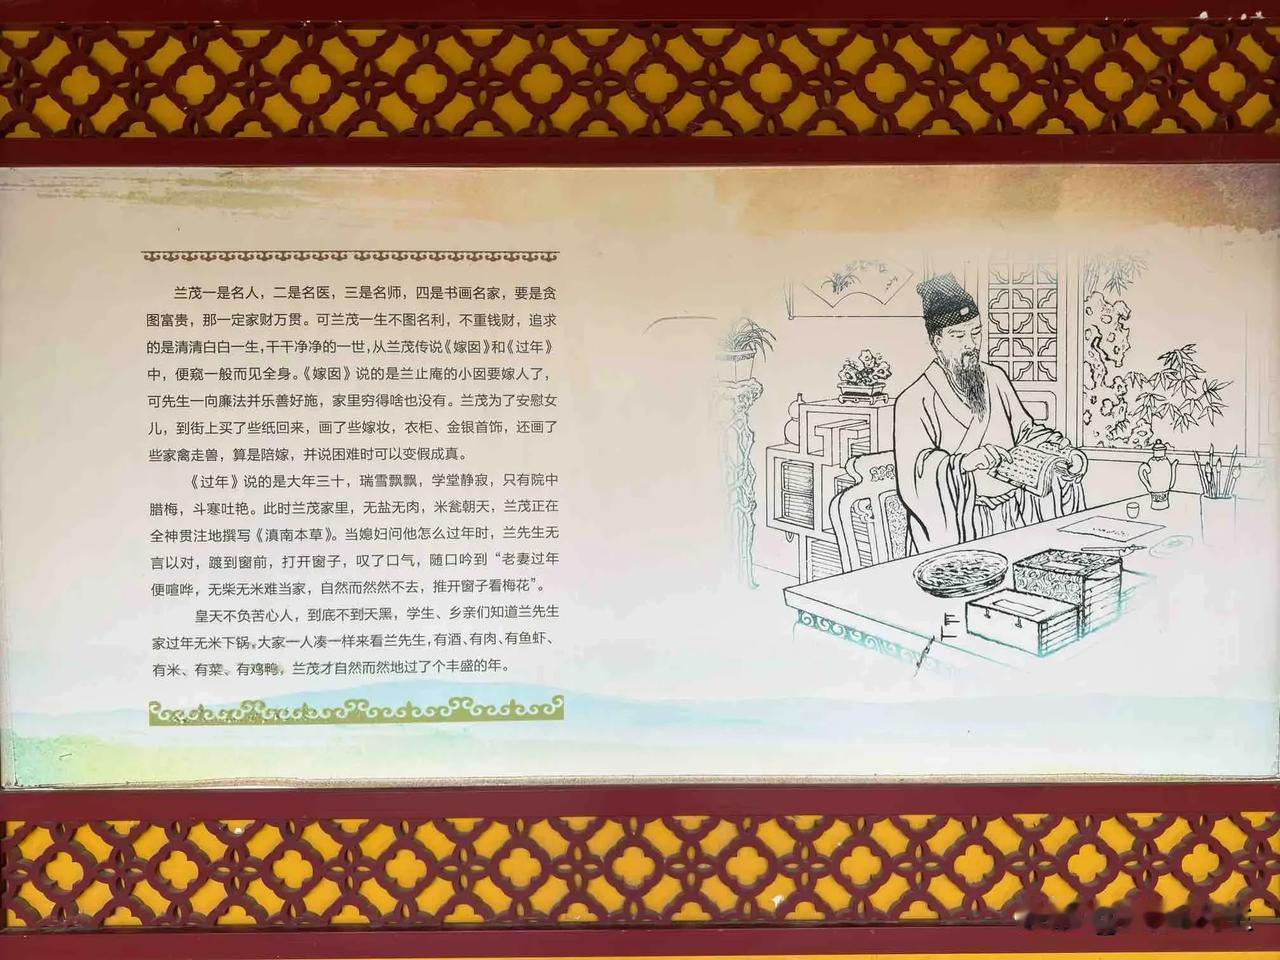 兰茂一是名人，二是名医，三是名师，四是书画名家，要是贪
图富贵，那一定家财万贯。可兰茂一生不图名利，不重钱财，追求
的是清清白白一生，干干净净的一世，从兰茂传说《嫁囡》和《过年》
中，便窥一般而见全身。《嫁囡》说的是兰止庵的小囡要嫁人了，
可先生一向廉法并乐善好施，家里穷得啥也没有。兰茂为了安慰女
儿，到街上买了些纸回来，画了些嫁妆，衣柜、金银首饰，还画了
些家禽走兽，算是陪嫁，并说困难时可以变假成真。
《过年》说的是大年三十，瑞雪飘飘，学堂静寂，只有院中
腊梅，斗寒吐艳。此时兰茂家里，无盐无肉，米瓮朝天，兰茂正在
全神贯注地撰写《滇南本草》。当媳妇问他怎么过年时，兰先生无
言以对，踱到窗前，打开窗子，叹了口气，随口吟到“老妻过年
便喧哗，无柴无米难当家，自然而然然不去，推开窗子看梅花”。
皇天不负苦心人，到底不到天黑，学生、乡亲们知道兰先生
家过年无米下锅。大家一人凑一样来看兰先生，有酒、有肉、有鱼虾、
有米、有菜、有鸡鸭，兰茂才自然而然地过了个丰盛的年。